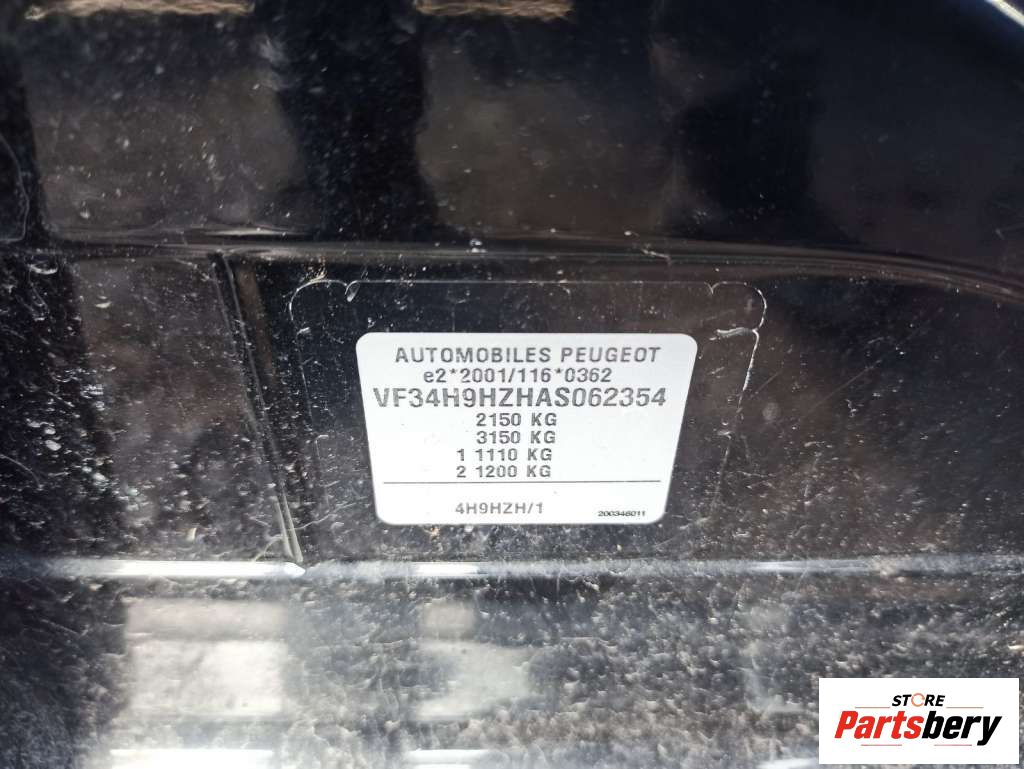 AUTOMOBILES PEUGEOT
e2*2001/116*0362
VF34H9HZHAS062354
2150 KG
3150 KG
1 1110 KG
2 1200 KG
4H9HZH/1
200346011
STORE
Partsbery